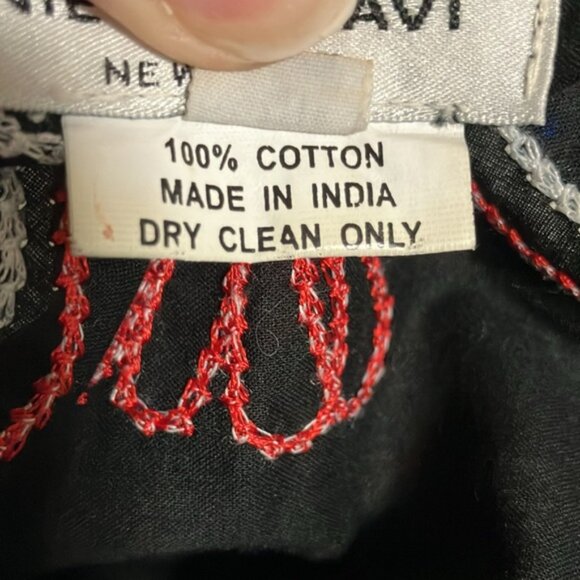 NEW
100% COTTON
MADE IN INDIA
DRY CLEAN ONLY